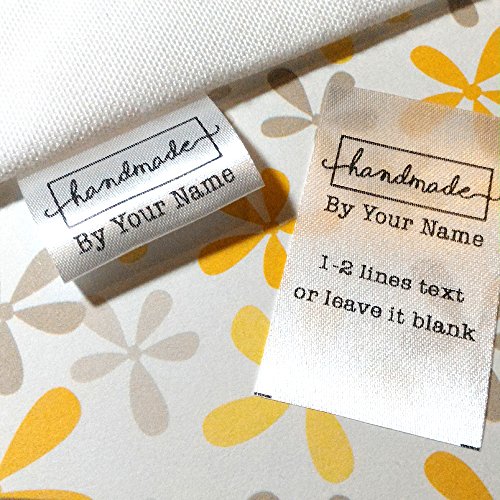 handmade
By Your Name
handmade
By Your Name
1-2 lines text
or leave it blank